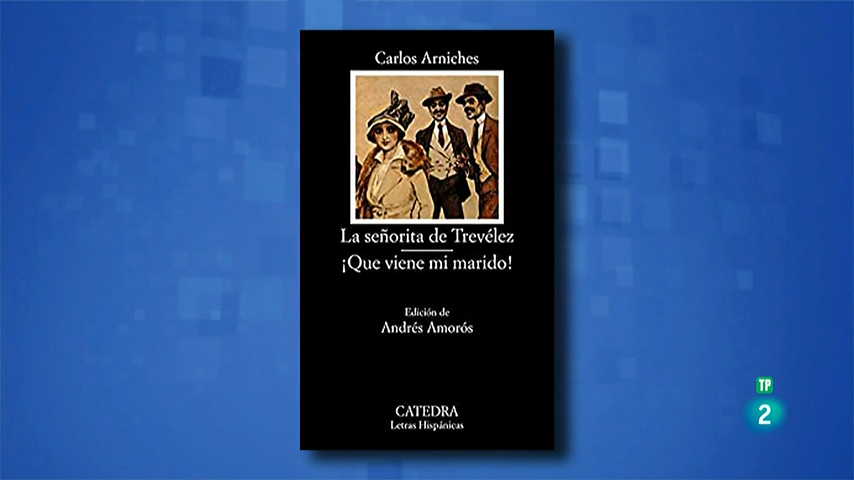 Carlos Arniches
La señorita de Trevélez
¡Que viene mi marido!
Edición de
Andrés Amorós
CATEDRA
Letras Hispánicas
TP
2